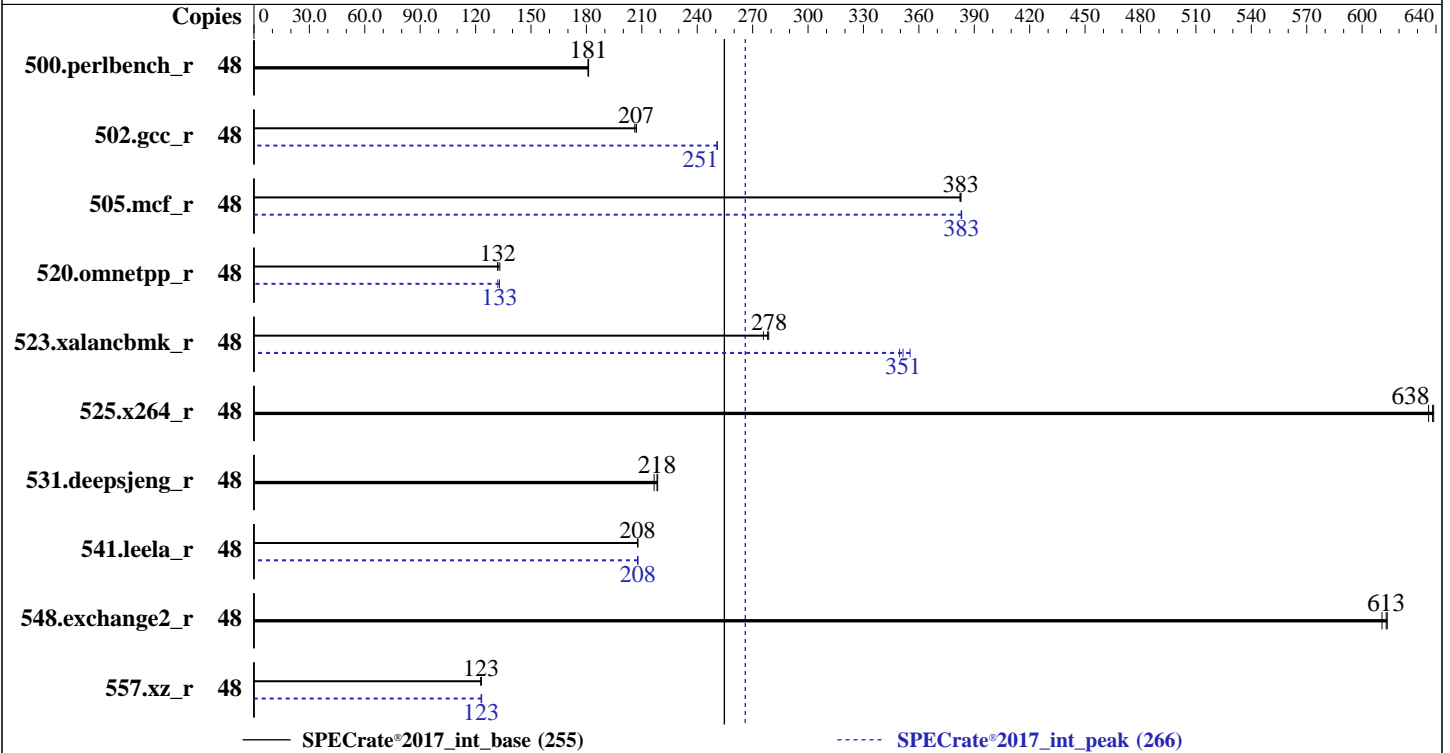 Copies 0 30.0 60.0 90.0 120 150 180 210 240 270 300 330 360 390 420 450 480 510 540 570 600 640
181
500.perlbench_r 48
207
502.gcc_r 48
251
383
505.mcf_r 48
383
132
520.omnetpp_r 48
133
278
523.xalancbmk_r 48
351
638
525.x264_r 48
218
531.deepsjeng_r 48
208
541.leela_r 48
208
613
548.exchange2_r 48
123
557.xz_r 48
123
SPECrate®2017_int_base (255) SPECrate®2017_int_peak (266)